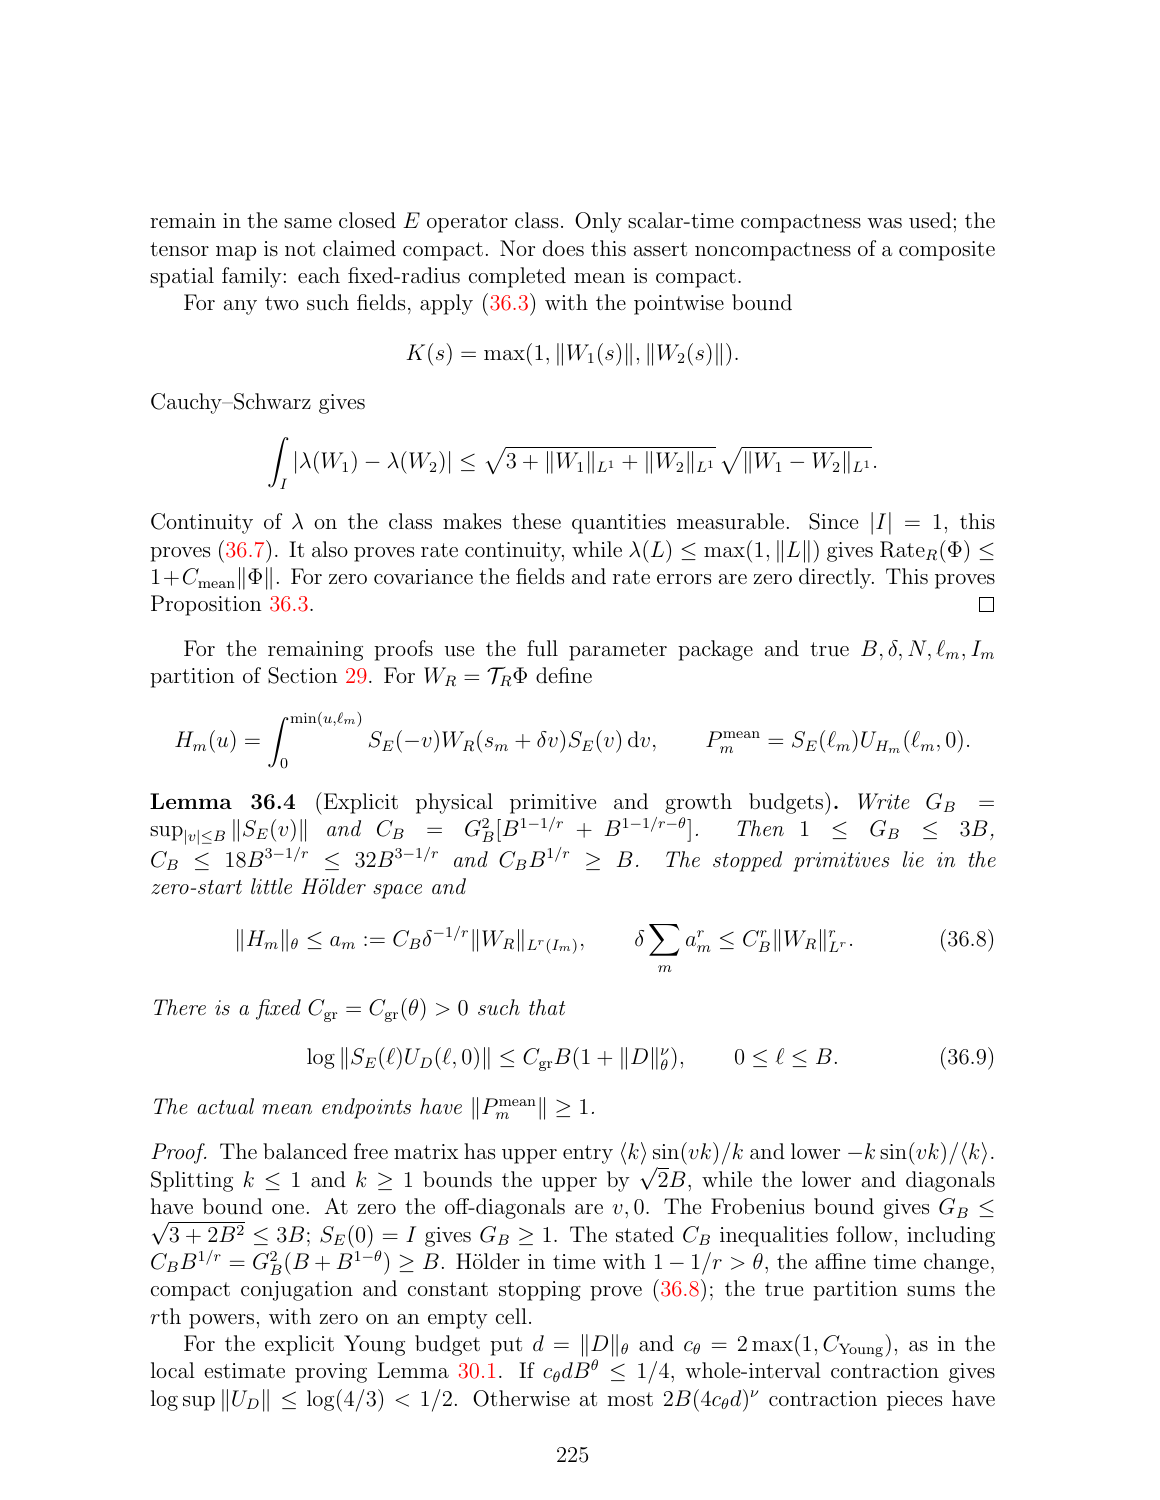 remain in the same closed E operator class. Only scalar-time compactness was used; the
tensor map is not claimed compact. Nor does this assert noncompactness of a composite
spatial family: each fixed-radius completed mean is compact.
For any two such fields, apply (36.3) with the pointwise bound
K(s) = max(1, ‖W₁(s)‖, ‖W₂(s)‖).
Cauchy–Schwarz gives
∫_I |λ(W₁) − λ(W₂)| ≤ √(3 + ‖W₁‖_{L¹} + ‖W₂‖_{L¹}) √(‖W₁ − W₂‖_{L¹}).
Continuity of λ on the class makes these quantities measurable. Since |I| = 1, this
proves (36.7). It also proves rate continuity, while λ(L) ≤ max(1, ‖L‖) gives Rate_R(Φ) ≤
1+C_mean‖Φ‖. For zero covariance the fields and rate errors are zero directly. This proves
Proposition 36.3. □
For the remaining proofs use the full parameter package and true B, δ, N, ℓ_m, I_m
partition of Section 29. For W_R = 𝒯_RΦ define
H_m(u) = ∫_0^{min(u,ℓ_m)} S_E(−v)W_R(s_m + δv)S_E(v) dv, P_m^mean = S_E(ℓ_m)U_{H_m}(ℓ_m, 0).
Lemma 36.4 (Explicit physical primitive and growth budgets). Write G_B =
sup_{|v|≤B} ‖S_E(v)‖ and C_B = G_B²[B^{1−1/r} + B^{1−1/r−θ}]. Then 1 ≤ G_B ≤ 3B,
C_B ≤ 18B^{3−1/r} ≤ 32B^{3−1/r} and C_B B^{1/r} ≥ B. The stopped primitives lie in the
zero-start little Hölder space and
‖H_m‖_θ ≤ a_m := C_B δ^{−1/r}‖W_R‖_{L^r(I_m)}, δ ∑_m a_m^r ≤ C_B^r‖W_R‖_{L^r}^r. (36.8)
There is a fixed C_gr = C_gr(θ) > 0 such that
log ‖S_E(ℓ)U_D(ℓ, 0)‖ ≤ C_gr B(1 + ‖D‖_θ^ν), 0 ≤ ℓ ≤ B. (36.9)
The actual mean endpoints have ‖P_m^mean‖ ≥ 1.
Proof. The balanced free matrix has upper entry ⟨k⟩ sin(vk)/k and lower −k sin(vk)/⟨k⟩.
Splitting k ≤ 1 and k ≥ 1 bounds the upper by √2B, while the lower and diagonals
have bound one. At zero the off-diagonals are v, 0. The Frobenius bound gives G_B ≤
√(3 + 2B²) ≤ 3B; S_E(0) = I gives G_B ≥ 1. The stated C_B inequalities follow, including
C_B B^{1/r} = G_B²(B + B^{1−θ}) ≥ B. Hölder in time with 1 − 1/r > θ, the affine time change,
compact conjugation and constant stopping prove (36.8); the true partition sums the
rth powers, with zero on an empty cell.
For the explicit Young budget put d = ‖D‖_θ and c_θ = 2 max(1, C_Young), as in the
local estimate proving Lemma 30.1. If c_θ dB^θ ≤ 1/4, whole-interval contraction gives
log sup ‖U_D‖ ≤ log(4/3) < 1/2. Otherwise at most 2B(4c_θ d)^ν contraction pieces have
225